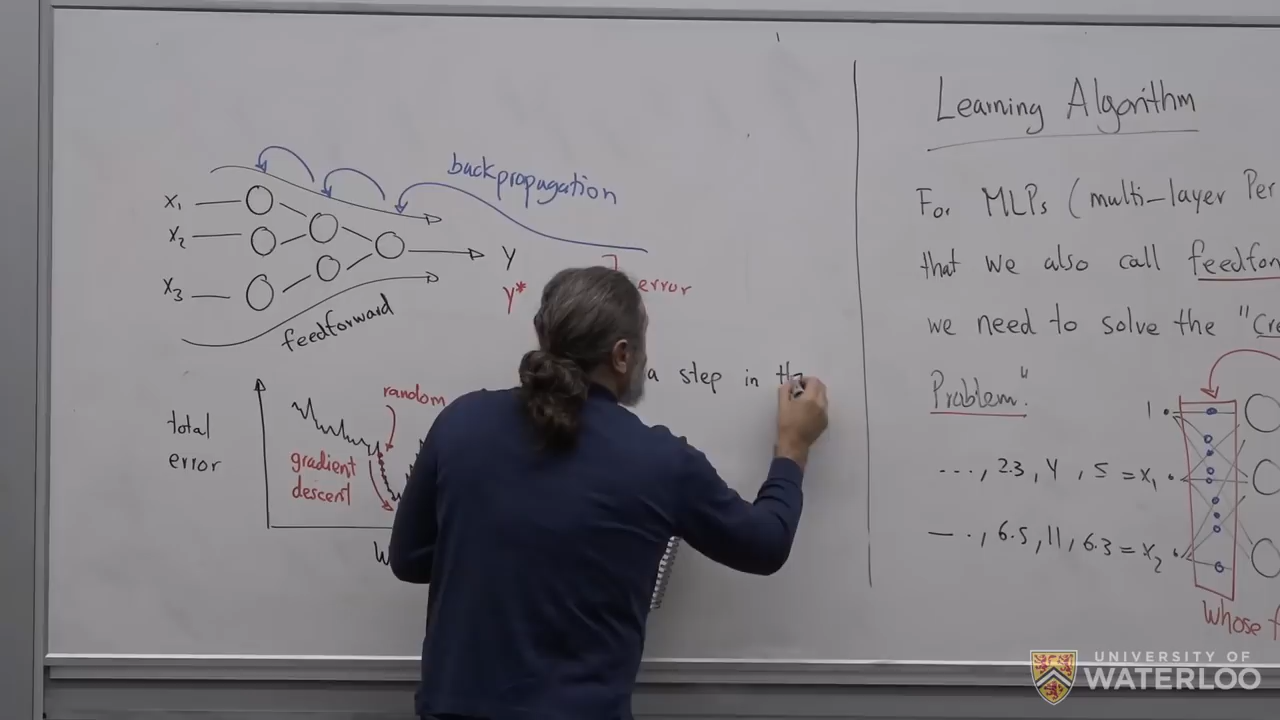 backpropagation
x₁
x₂
x₃
y
y*
error
feedforward
total
error
random
gradient
descent
a step in th
Learning Algorithm
For MLPs (multi-layer Per
that we also call feedfor
we need to solve the "Cre
Problem"
1
...., 2.3, 4, 5 = x₁
—.., 6.5, 11, 6.3 = x₂
whose f
UNIVERSITY OF
WATERLOO